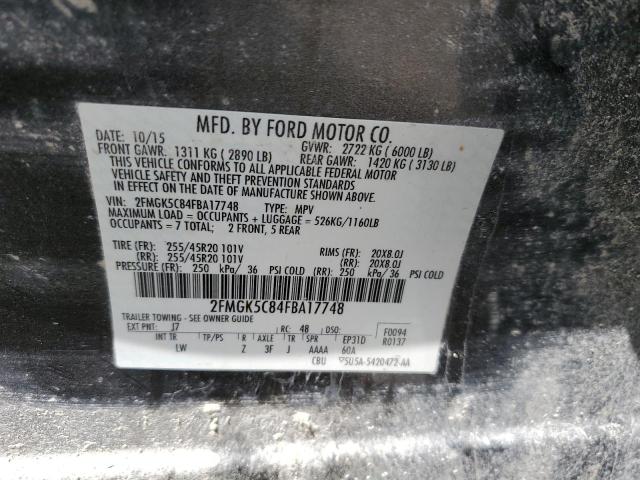 MFD. BY FORD MOTOR CO.
DATE: 10/15 GVWR: 2722 KG ( 6000 LB)
FRONT GAWR: 1311 KG ( 2890 LB) REAR GAWR: 1420 KG ( 3130 LB)
THIS VEHICLE CONFORMS TO ALL APPLICABLE FEDERAL MOTOR
VEHICLE SAFETY AND THEFT PREVENTION STANDARDS
IN EFFECT ON THE DATE OF MANUFACTURE SHOWN ABOVE.
VIN: 2FMGK5C84FBA17748 TYPE: MPV
MAXIMUM LOAD = OCCUPANTS + LUGGAGE = 526KG/1160LB
OCCUPANTS = 7 TOTAL; 2 FRONT, 5 REAR
TIRE (FR): 255/45R20 101V RIMS (FR): 20X8.0J
(RR): 255/45R20 101V (RR): 20X8.0J
PRESSURE (FR): 250 kPa/ 36 PSI COLD (RR): 250 kPa/ 36 PSI COLD
2FMGK5C84FBA17748
TRAILER TOWING - SEE OWNER GUIDE
EXT PNT: J7 RC: 48 DSO: F0094
INT TR TP/PS R AXLE TR SPR EP31D R0137
LW Z 3F J AAAA 60A
CBU 5U5A-5420472-AA